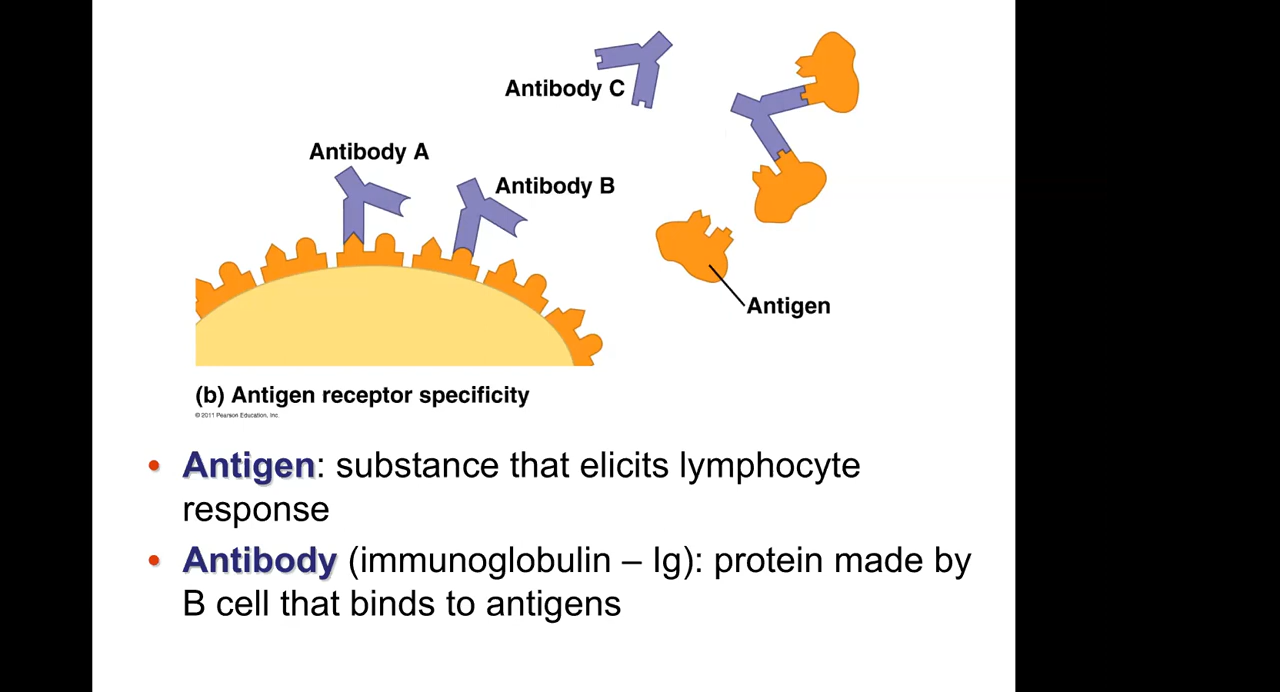 Antibody C
Antibody A
Antibody B
Antigen
(b) Antigen receptor specificity
© 2011 Pearson Education, Inc
• Antigen: substance that elicits lymphocyte
response
• Antibody (immunoglobulin – Ig): protein made by
B cell that binds to antigens